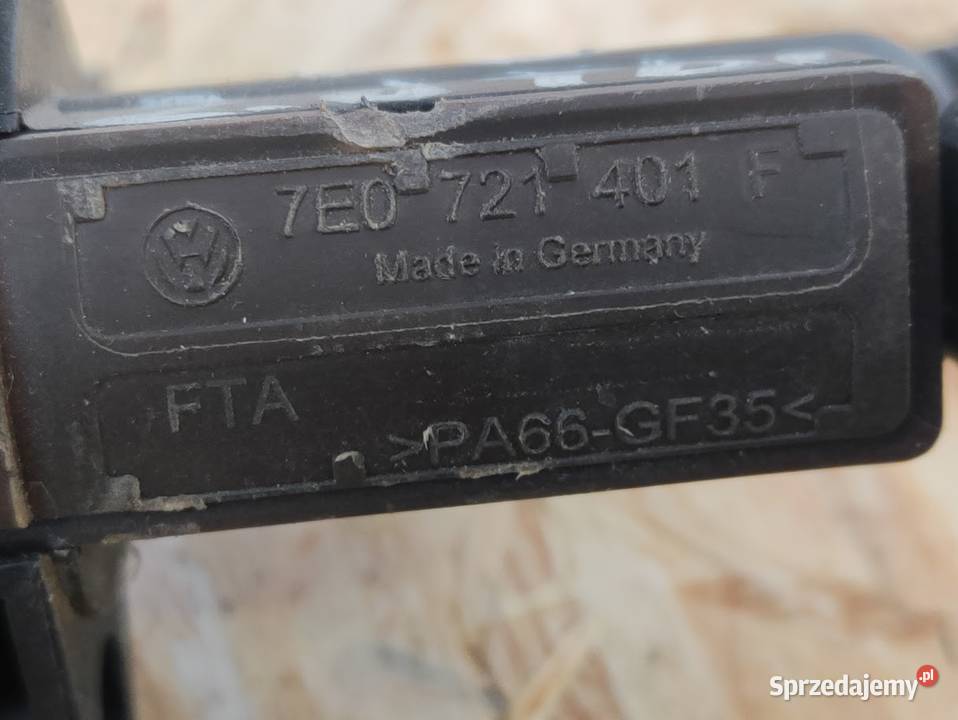 7E0 721 401 F
Made in Germany
FTA
>PA66-GF35<
Sprzedajemy.pl